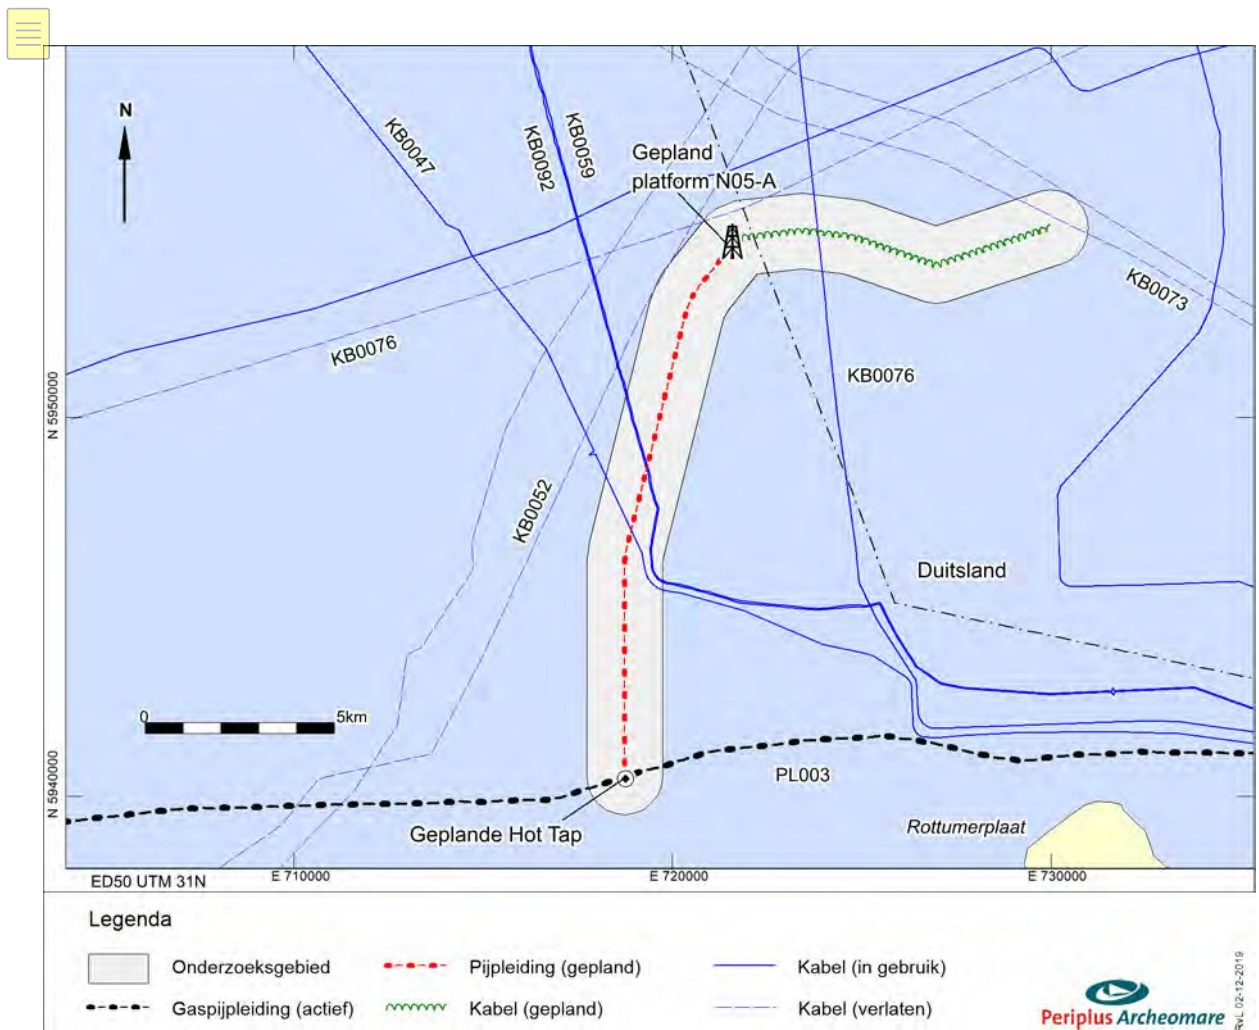 N
KB0047
KB0092
KB0059
Gepland
platform N05-A
KB0076
KB0073
KB0076
N 5950000
KB0052
Duitsland
0 5km
PL003
N 5940000
Geplande Hot Tap
Rottumerplaat
ED50 UTM 31N
E 710000
E 720000
E 730000
Legenda
Onderzoeksgebied
Pijpleiding (gepland)
Kabel (in gebruik)
Gaspijpleiding (actief)
Kabel (gepland)
Kabel (verlaten)
Periplus Archeomare
RvL 02-12-2019